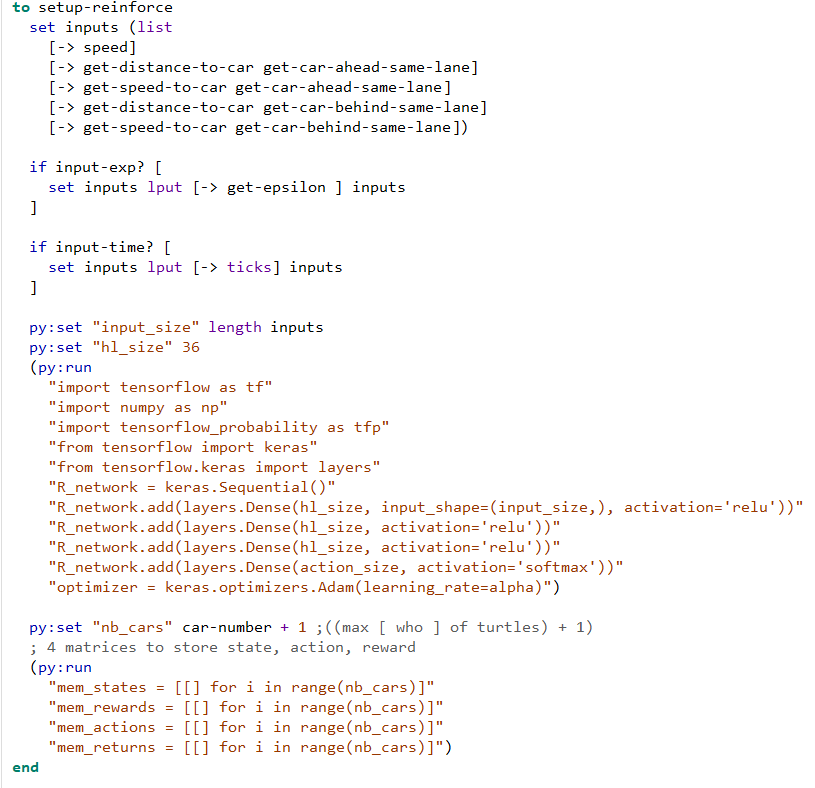 to setup-reinforce
  set inputs (list
    [-> speed]
    [-> get-distance-to-car get-car-ahead-same-lane]
    [-> get-speed-to-car get-car-ahead-same-lane]
    [-> get-distance-to-car get-car-behind-same-lane]
    [-> get-speed-to-car get-car-behind-same-lane])

  if input-exp? [
    set inputs lput [-> get-epsilon ] inputs
  ]

  if input-time? [
    set inputs lput [-> ticks] inputs
  ]

  py:set "input_size" length inputs
  py:set "hl_size" 36
  (py:run
    "import tensorflow as tf"
    "import numpy as np"
    "import tensorflow_probability as tfp"
    "from tensorflow import keras"
    "from tensorflow.keras import layers"
    "R_network = keras.Sequential()"
    "R_network.add(layers.Dense(hl_size, input_shape=(input_size,), activation='relu'))"
    "R_network.add(layers.Dense(hl_size, activation='relu'))"
    "R_network.add(layers.Dense(hl_size, activation='relu'))"
    "R_network.add(layers.Dense(action_size, activation='softmax'))"
    "optimizer = keras.optimizers.Adam(learning_rate=alpha)")

  py:set "nb_cars" car-number + 1 ;((max [ who ] of turtles) + 1)
  ; 4 matrices to store state, action, reward
  (py:run
    "mem_states = [[] for i in range(nb_cars)]"
    "mem_rewards = [[] for i in range(nb_cars)]"
    "mem_actions = [[] for i in range(nb_cars)]"
    "mem_returns = [[] for i in range(nb_cars)]")
end